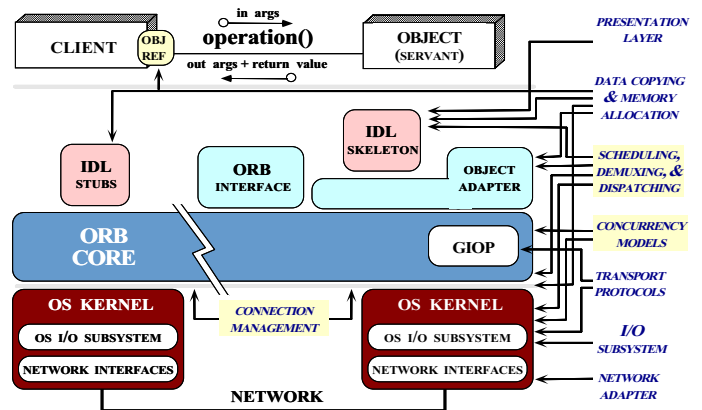 in args
operation()
out args + return value
CLIENT
OBJ
REF
OBJECT
(SERVANT)
PRESENTATION
LAYER
DATA COPYING
& MEMORY
ALLOCATION
IDL
STUBS
ORB
INTERFACE
IDL
SKELETON
OBJECT
ADAPTER
SCHEDULING,
DEMUXING, &
DISPATCHING
ORB
CORE
GIOP
CONCURRENCY
MODELS
TRANSPORT
PROTOCOLS
OS KERNEL
OS I/O SUBSYSTEM
NETWORK INTERFACES
CONNECTION
MANAGEMENT
OS KERNEL
OS I/O SUBSYSTEM
NETWORK INTERFACES
I/O
SUBSYSTEM
NETWORK
ADAPTER
NETWORK